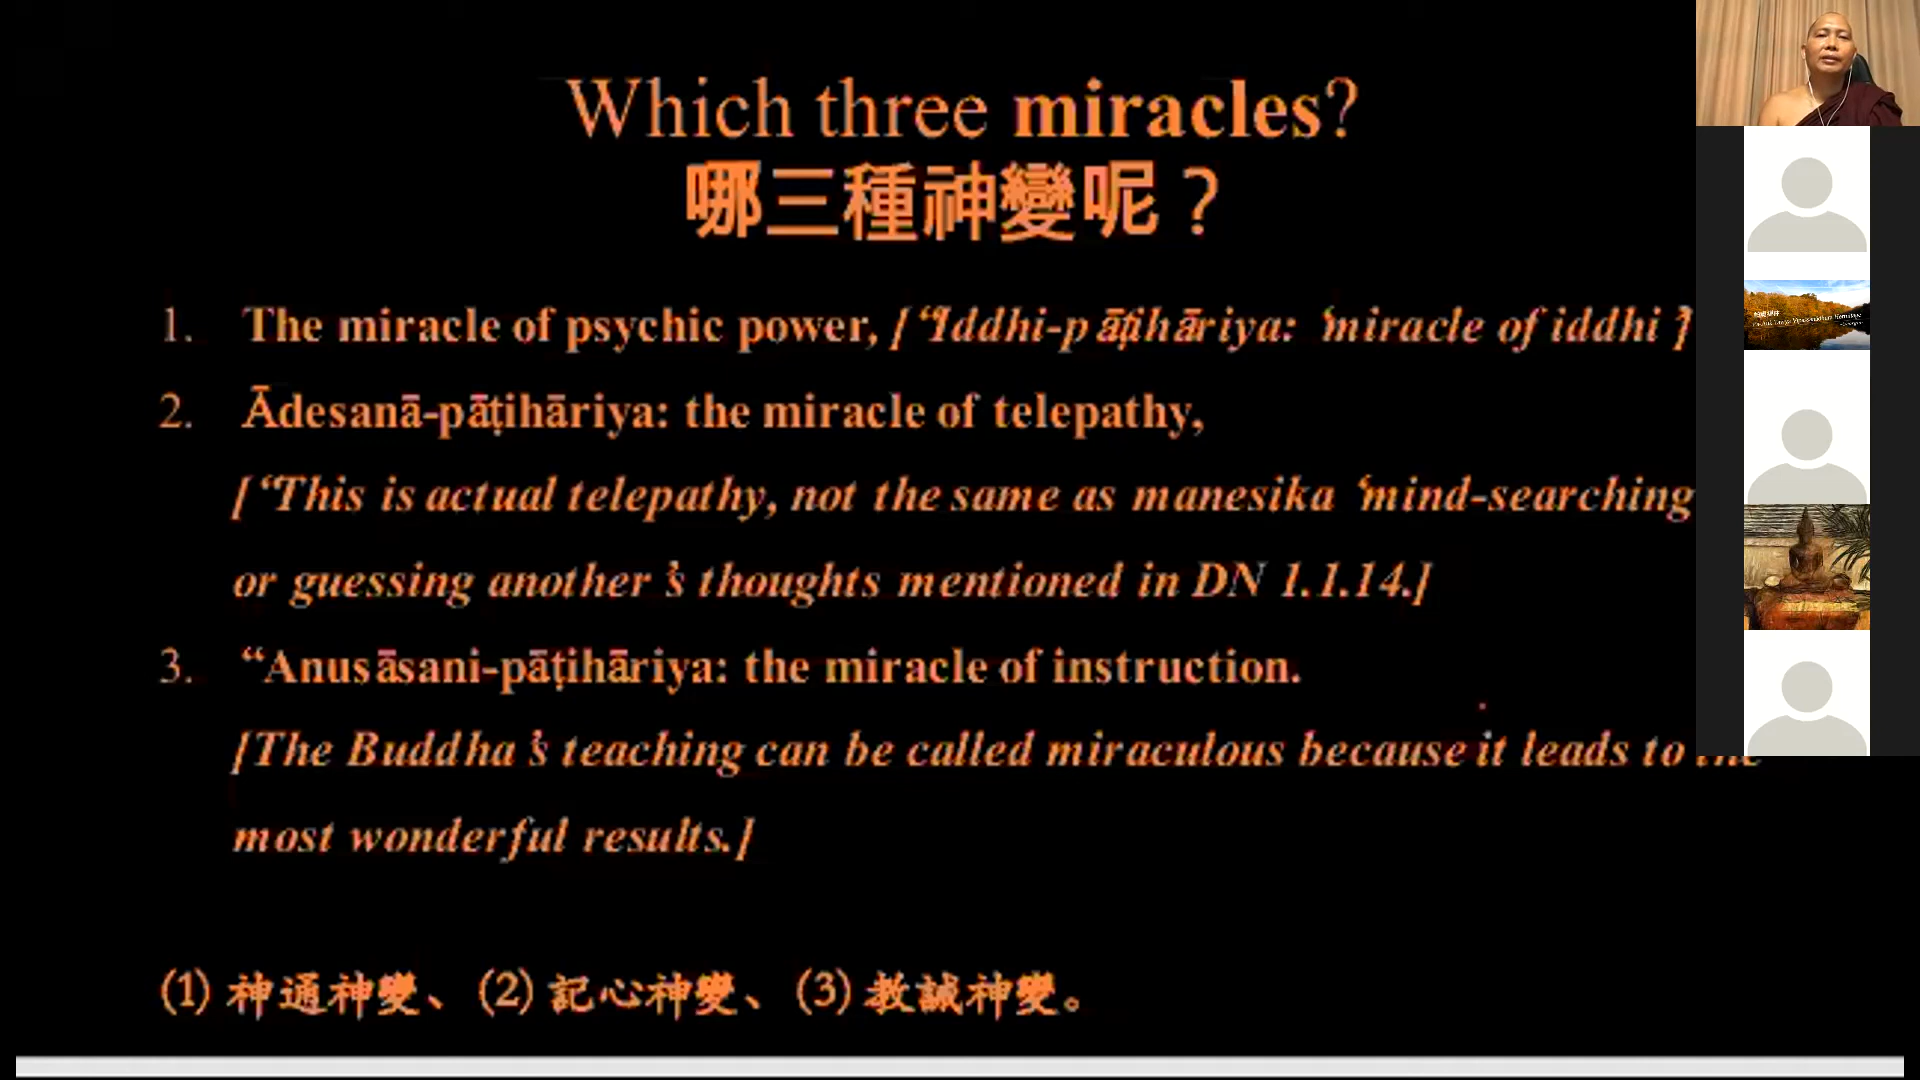 Which three miracles?
哪三種神變呢？
1. The miracle of psychic power, [“Iddhi-pāṭihāriya: ‘miracle of iddhi’]
2. Ādesanā-pāṭihāriya: the miracle of telepathy,
[“This is actual telepathy, not the same as manesika ‘mind-searching
or guessing another’s thoughts mentioned in DN 1.1.14.]
3. “Anusāsani-pāṭihāriya: the miracle of instruction.
[The Buddha’s teaching can be called miraculous because it leads to the
most wonderful results.]
(1) 神通神變、(2) 記心神變、(3) 教誡神變。